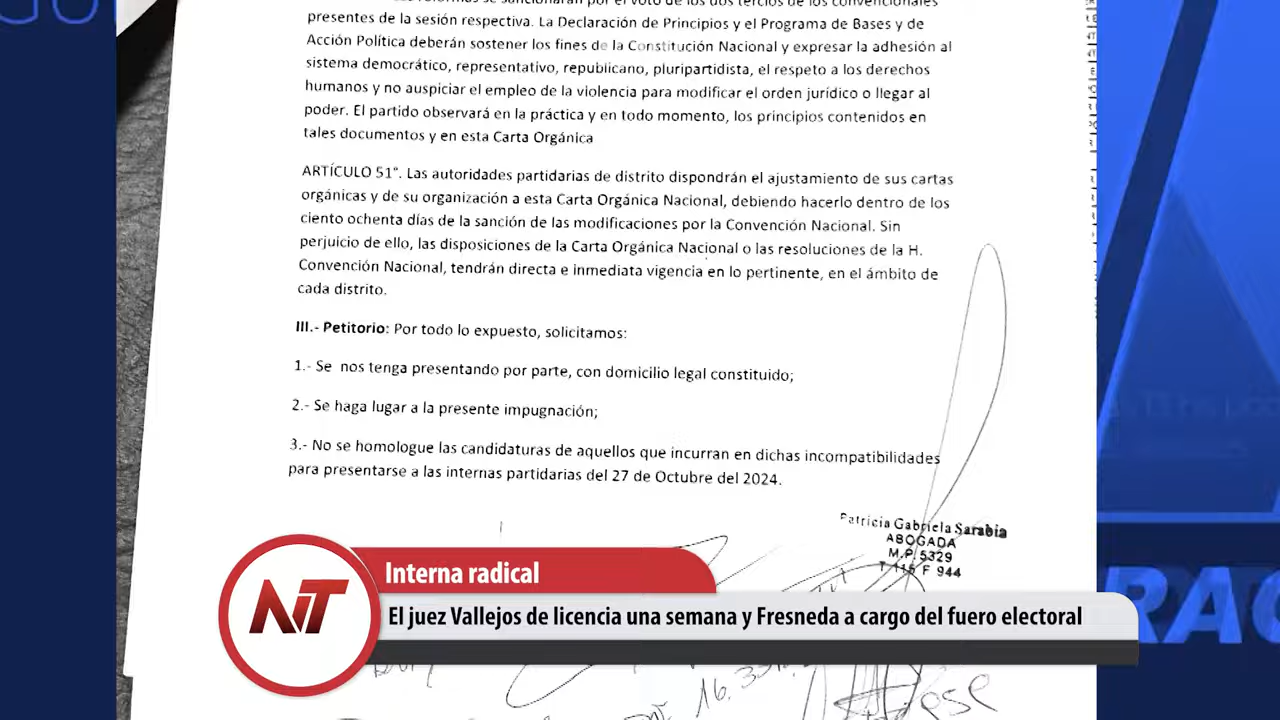 presentes de la sesión respectiva. La Declaración de Principios y el Programa de Bases y de
Acción Política deberán sostener los fines de la Constitución Nacional y expresar la adhesión al
sistema democrático, representativo, republicano, pluripartidista, el respeto a los derechos
humanos y no auspiciar el empleo de la violencia para modificar el orden jurídico o llegar al
poder. El partido observará en la práctica y en todo momento, los principios contenidos en
tales documentos y en esta Carta Orgánica
ARTÍCULO 51°. Las autoridades partidarias de distrito dispondrán el ajustamiento de sus cartas
orgánicas y de su organización a esta Carta Orgánica Nacional, debiendo hacerlo dentro de los
ciento ochenta días de la sanción de las modificaciones por la Convención Nacional. Sin
perjuicio de ello, las disposiciones de la Carta Orgánica Nacional o las resoluciones de la H.
Convención Nacional, tendrán directa e inmediata vigencia en lo pertinente, en el ámbito de
cada distrito.
III.- Petitorio: Por todo lo expuesto, solicitamos:
1.- Se nos tenga presentando por parte, con domicilio legal constituido;
2.- Se haga lugar a la presente impugnación;
3.- No se homologue las candidaturas de aquellos que incurran en dichas incompatibilidades
para presentarse a las internas partidarias del 27 de Octubre del 2024.
Patricia Gabriela Sarabia
ABOGADA
M.P. 5329
T 115 F 944
NT
Interna radical
El juez Vallejos de licencia una semana y Fresneda a cargo del fuero electoral